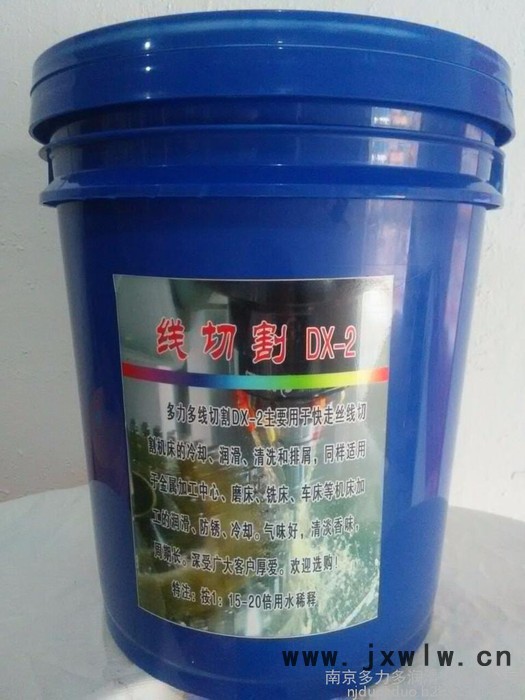 线切割 DX-2
多力多线切割DX-2主要用于快走丝线切
割机床的冷却、润滑、清洗和排屑，同样适用
于金属加工中心、磨床、铣床、车床等机床加
工的润滑、防锈、冷却。气味好，清淡香味，
周期长。深受广大客户厚爱。欢迎选购！
特注：按1：15-20倍用水稀释
www.jxwlw.cn
南京多力多润